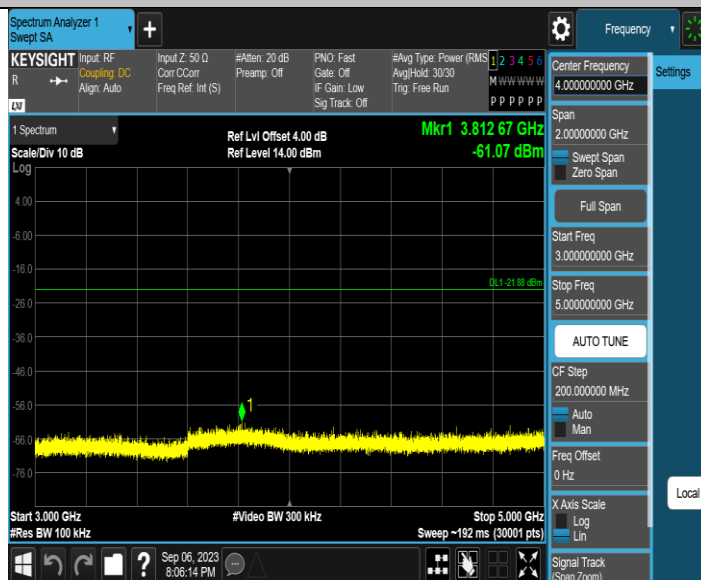 Spectrum Analyzer 1
Swept SA
+
Frequency
KEYSIGHT
R
LXI
Input: RF
Coupling: DC
Align: Auto
Input Z: 50 Ω
Corr CCorr
Freq Ref: Int (S)
#Atten: 20 dB
Preamp: Off
PNO: Fast
Gate: Off
IF Gain: Low
Sig Track: Off
#Avg Type: Power (RMS
Avg|Hold: 30/30
Trig: Free Run
1 2 3 4 5 6
M W W W W W
P P P P P P
1 Spectrum
Scale/Div 10 dB
Log
Ref Lvl Offset 4.00 dB
Ref Level 14.00 dBm
Mkr1 3.812 67 GHz
-61.07 dBm
4.00
-6.00
-16.0
DL1 -21.88 dBm
-26.0
-36.0
-46.0
-56.0
1
-66.0
-76.0
Start 3.000 GHz
#Res BW 100 kHz
#Video BW 300 kHz
Stop 5.000 GHz
Sweep ~192 ms (30001 pts)
?
Sep 06, 2023
8:06:14 PM
Center Frequency
4.000000000 GHz
Span
2.00000000 GHz
Swept Span
Zero Span
Full Span
Start Freq
3.000000000 GHz
Stop Freq
5.000000000 GHz
AUTO TUNE
CF Step
200.000000 MHz
Auto
Man
Freq Offset
0 Hz
X Axis Scale
Log
Lin
Signal Track
(Span Zoom)
Settings
Local